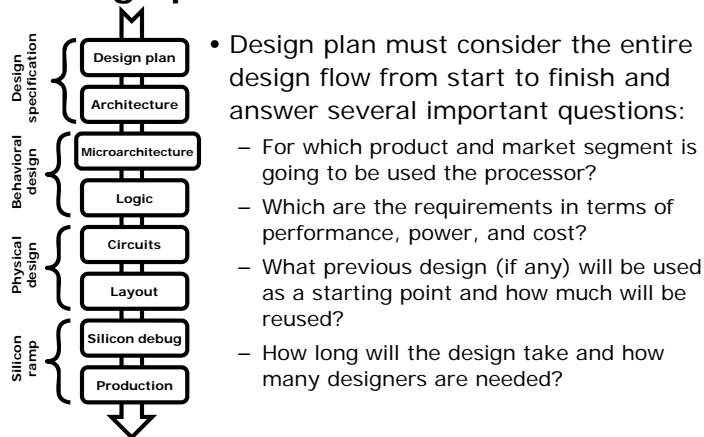 Design plan
Architecture
Microarchitecture
Logic
Circuits
Layout
Silicon debug
Production
Design
specification
Behavioral
design
Physical
design
Silicon
ramp
• Design plan must consider the entire
design flow from start to finish and
answer several important questions:
– For which product and market segment is
going to be used the processor?
– Which are the requirements in terms of
performance, power, and cost?
– What previous design (if any) will be used
as a starting point and how much will be
reused?
– How long will the design take and how
many designers are needed?